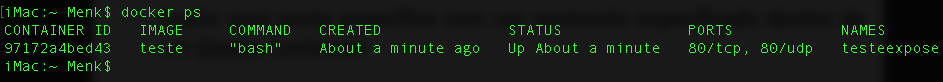 [iMac:~ Menk$ docker ps
CONTAINER ID IMAGE COMMAND CREATED STATUS PORTS NAMES
97172a4bed43 teste "bash" About a minute ago Up About a minute 80/tcp, 80/udp testeexpose
iMac:~ Menk$